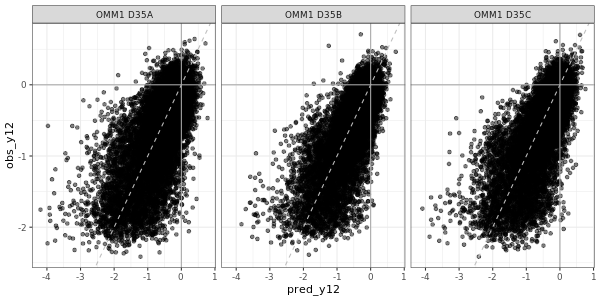 OMM1 D35A OMM1 D35B OMM1 D35C
obs_y12
0
-1
-2
-4 -3 -2 -1 0 1 -4 -3 -2 -1 0 1 -4 -3 -2 -1 0 1
pred_y12